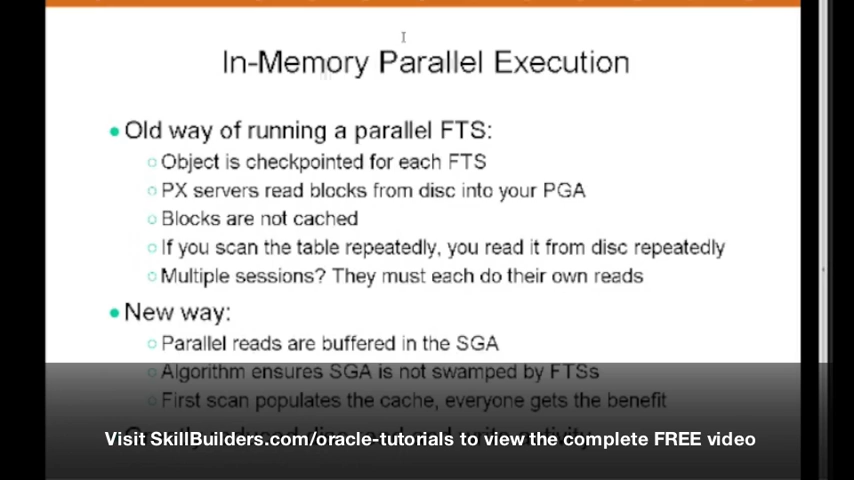 In-Memory Parallel Execution
Old way of running a parallel FTS:
Object is checkpointed for each FTS
PX servers read blocks from disc into your PGA
Blocks are not cached
If you scan the table repeatedly, you read it from disc repeatedly
Multiple sessions? They must each do their own reads
New way:
Parallel reads are buffered in the SGA
Algorithm ensures SGA is not swamped by FTSs
First scan populates the cache, everyone gets the benefit
Visit SkillBuilders.com/oracle-tutorials to view the complete FREE video